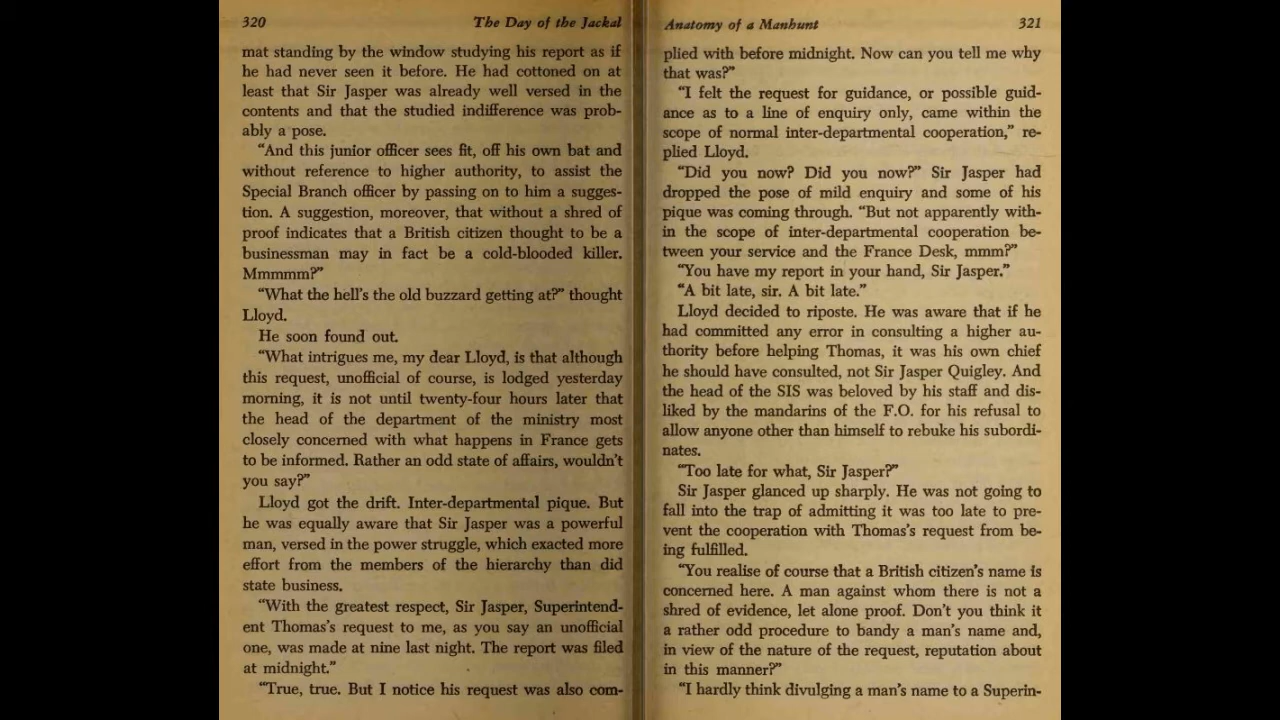 320
The Day of the Jackal
mat standing by the window studying his report as if
he had never seen it before. He had cottoned on at
least that Sir Jasper was already well versed in the
contents and that the studied indifference was prob-
ably a pose.
“And this junior officer sees fit, off his own bat and
without reference to higher authority, to assist the
Special Branch officer by passing on to him a sugges-
tion. A suggestion, moreover, that without a shred of
proof indicates that a British citizen thought to be a
businessman may in fact be a cold-blooded killer.
Mmmmm?”
“What the hell’s the old buzzard getting at?” thought
Lloyd.
He soon found out.
“What intrigues me, my dear Lloyd, is that although
this request, unofficial of course, is lodged yesterday
morning, it is not until twenty-four hours later that
the head of the department of the ministry most
closely concerned with what happens in France gets
to be informed. Rather an odd state of affairs, wouldn’t
you say?”
Lloyd got the drift. Inter-departmental pique. But
he was equally aware that Sir Jasper was a powerful
man, versed in the power struggle, which exacted more
effort from the members of the hierarchy than did
state business.
“With the greatest respect, Sir Jasper, Superintend-
ent Thomas’s request to me, as you say an unofficial
one, was made at nine last night. The report was filed
at midnight.”
“True, true. But I notice his request was also com-
Anatomy of a Manhunt
321
plied with before midnight. Now can you tell me why
that was?”
“I felt the request for guidance, or possible guid-
ance as to a line of enquiry only, came within the
scope of normal inter-departmental cooperation,” re-
plied Lloyd.
“Did you now? Did you now?” Sir Jasper had
dropped the pose of mild enquiry and some of his
pique was coming through. “But not apparently with-
in the scope of inter-departmental cooperation be-
tween your service and the France Desk, mmm?”
“You have my report in your hand, Sir Jasper.”
“A bit late, sir. A bit late.”
Lloyd decided to riposte. He was aware that if he
had committed any error in consulting a higher au-
thority before helping Thomas, it was his own chief
he should have consulted, not Sir Jasper Quigley. And
the head of the SIS was beloved by his staff and dis-
liked by the mandarins of the F.O. for his refusal to
allow anyone other than himself to rebuke his subordi-
nates.
“Too late for what, Sir Jasper?”
Sir Jasper glanced up sharply. He was not going to
fall into the trap of admitting it was too late to pre-
vent the cooperation with Thomas’s request from be-
ing fulfilled.
“You realise of course that a British citizen’s name is
concerned here. A man against whom there is not a
shred of evidence, let alone proof. Don’t you think it
a rather odd procedure to bandy a man’s name and,
in view of the nature of the request, reputation about
in this manner?”
“I hardly think divulging a man’s name to a Superin-